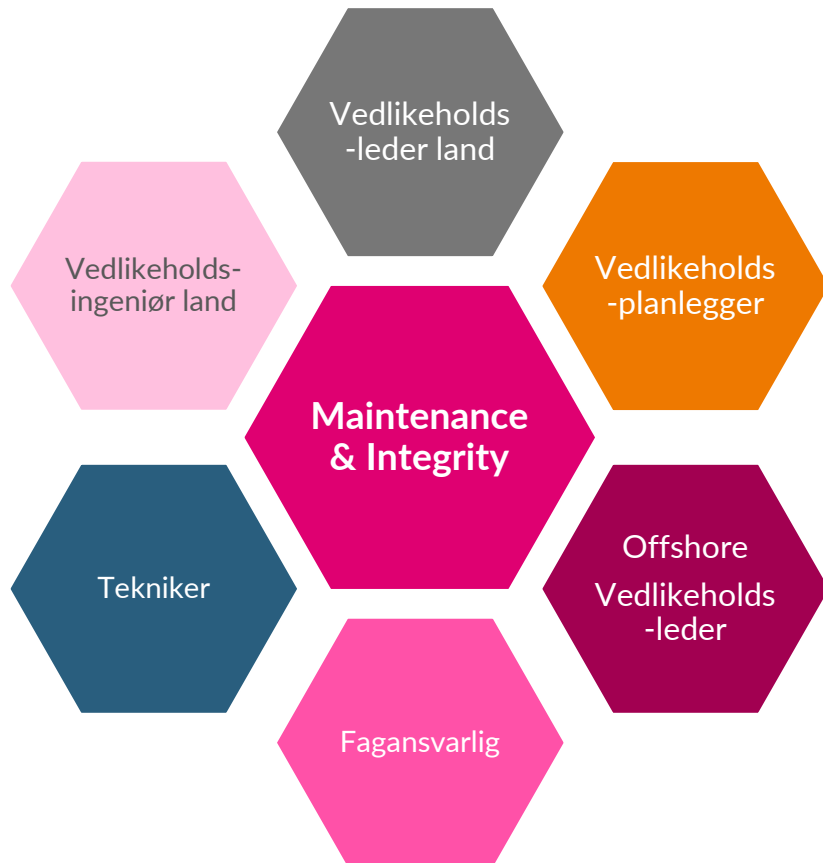 Vedlikeholds
-leder land
Vedlikeholds-
ingeniør land
Vedlikeholds
-planlegger
Maintenance
& Integrity
Tekniker
Offshore
Vedlikeholds
-leder
Fagansvarlig